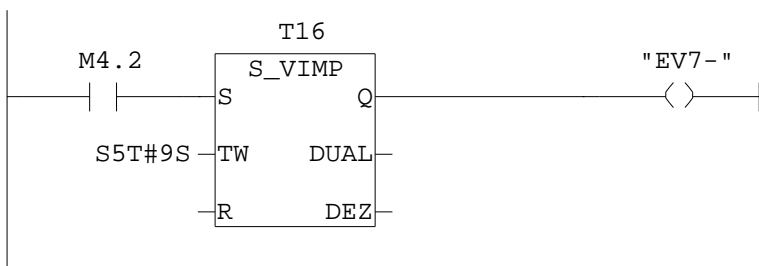 T16
M4.2
S_VIMP
"EV7-"
S
Q
S5T#9S
TW
DUAL
R
DEZ